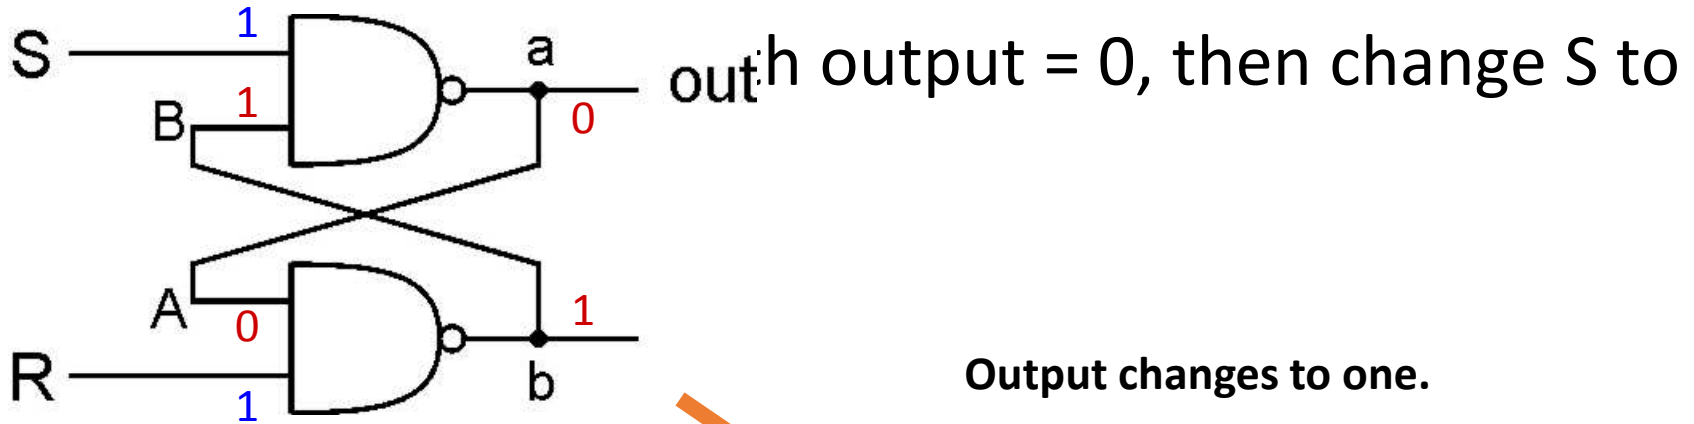 S 1 a out h output = 0, then change S to
B 1 0
A 0 1
R 1 b
Output changes to one.